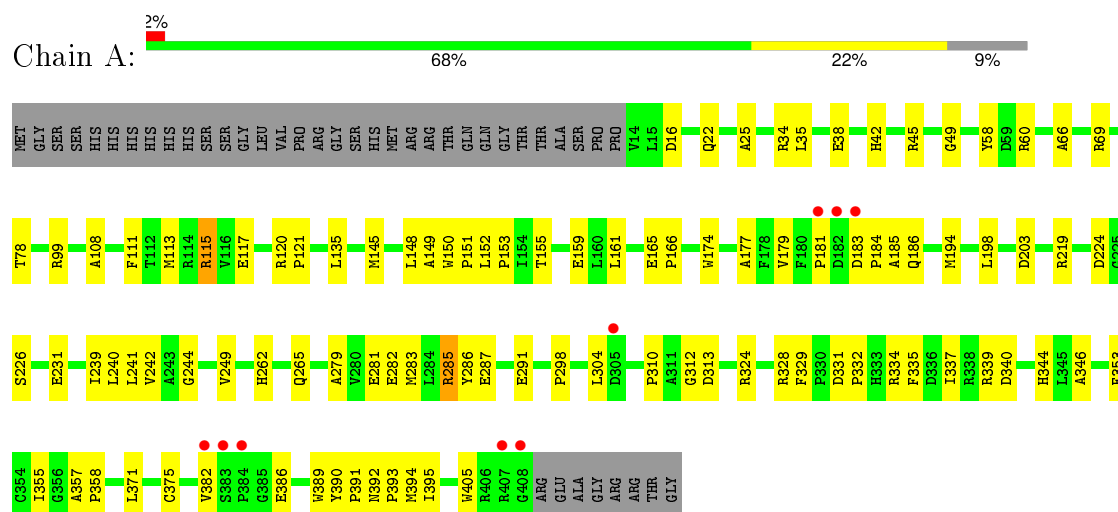 2%
Chain A:
68% 22% 9%
MET GLY SER SER HIS HIS HIS HIS HIS HIS SER SER GLY LEU VAL PRO ARG GLY SER HIS MET ARG ARG THR GLN GLN GLY THR THR ALA SER PRO PRO V14 L15 D16 Q22 A25 R34 L35 E38 H42 R45 G49 Y58 D59 R60 A66 R69
T78 R99 A108 F111 T112 M113 R114 R115 V116 E117 R120 P121 L135 M145 L148 A149 W150 P151 L152 P153 I154 T155 E159 L160 L161 E165 P166 W174 A177 F178 V179 F180 P181 D182 D183 P184 A185 Q186 M194 L198 D203 R219 D224 G225
S226 E231 I239 L240 L241 V242 A243 G244 V249 H262 Q265 A279 V280 E281 E282 M283 L284 R285 Y286 E287 E291 P298 L304 D305 P310 A311 G312 D313 R324 R328 F329 P330 D331 P332 H333 R334 F335 D336 I337 R338 R339 D340 H344 L345 A346 F353
C354 I355 G356 A357 P358 L371 C375 V382 S383 P384 G385 E386 W389 Y390 P391 N392 P393 M394 I395 W405 R406 R407 G408 ARG GLU ALA GLY ARG ARG THR GLY